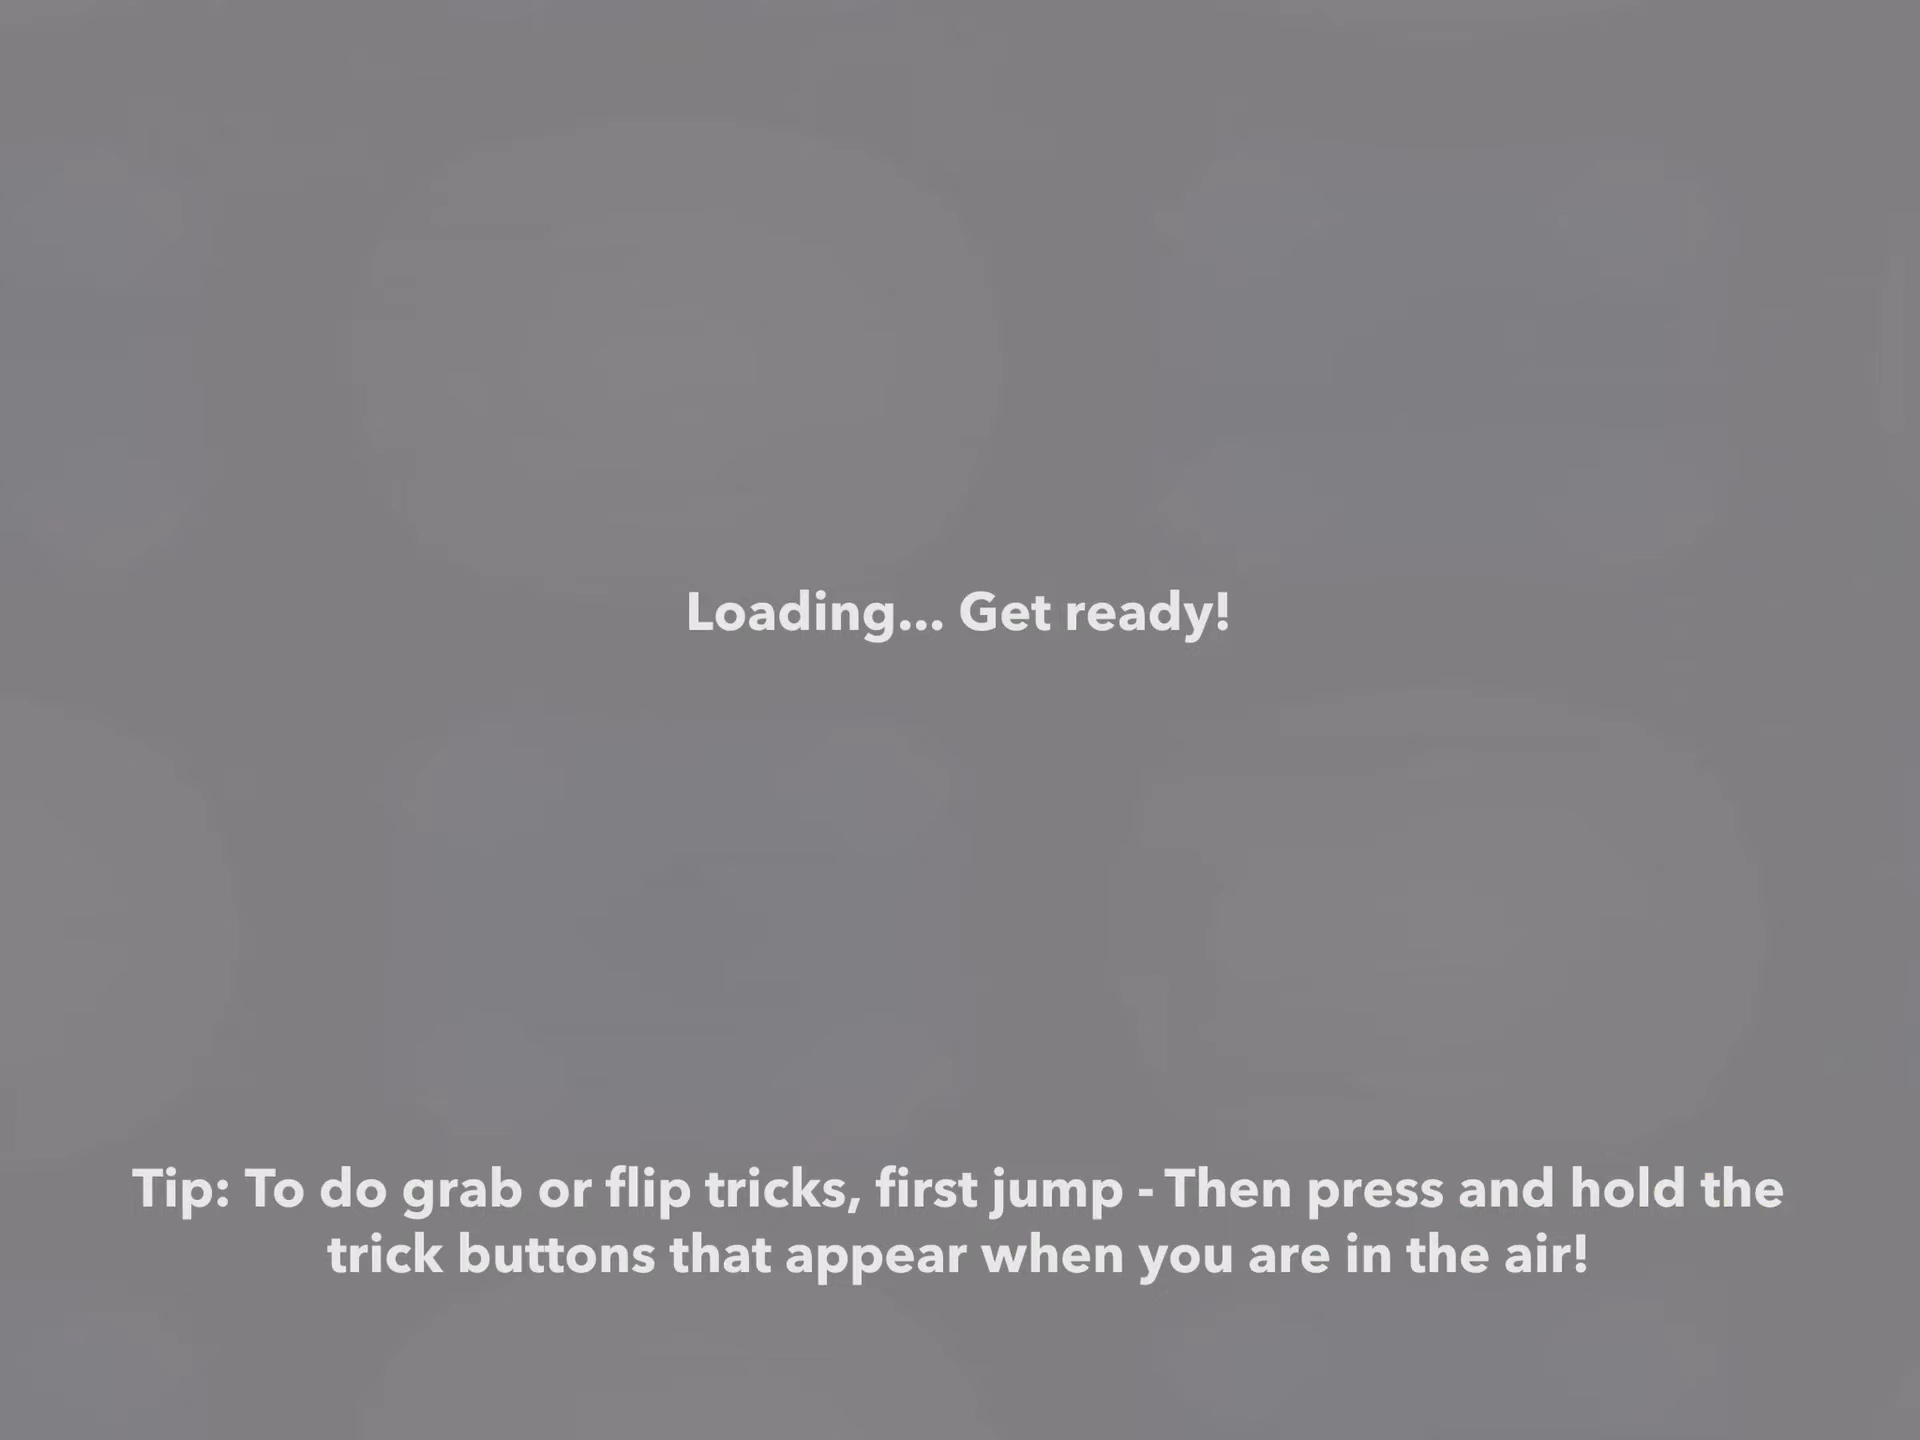 Loading... Get ready!
Tip: To do grab or flip tricks, first jump - Then press and hold the
trick buttons that appear when you are in the air!